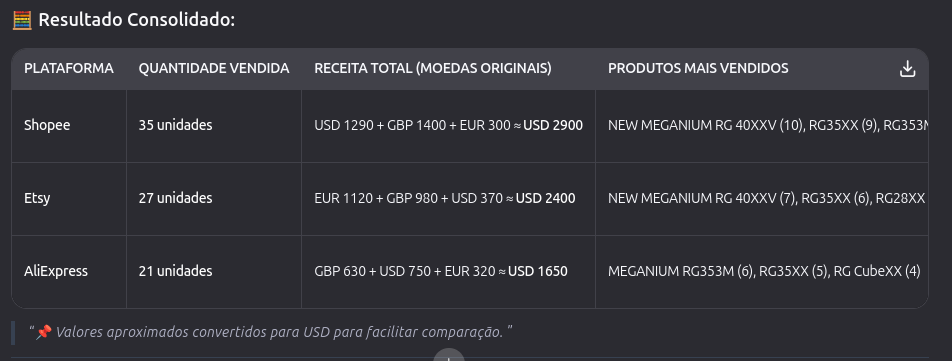 🧮 Resultado Consolidado:
PLATAFORMA QUANTIDADE VENDIDA RECEITA TOTAL (MOEDAS ORIGINAIS) PRODUTOS MAIS VENDIDOS
Shopee 35 unidades USD 1290 + GBP 1400 + EUR 300 ≈ USD 2900 NEW MEGANIUM RG 40XXV (10), RG35XX (9), RG353M
Etsy 27 unidades EUR 1120 + GBP 980 + USD 370 ≈ USD 2400 NEW MEGANIUM RG 40XXV (7), RG35XX (6), RG28XX
AliExpress 21 unidades GBP 630 + USD 750 + EUR 320 ≈ USD 1650 MEGANIUM RG353M (6), RG35XX (5), RG CubeXX (4)
"📌 Valores aproximados convertidos para USD para facilitar comparação. "